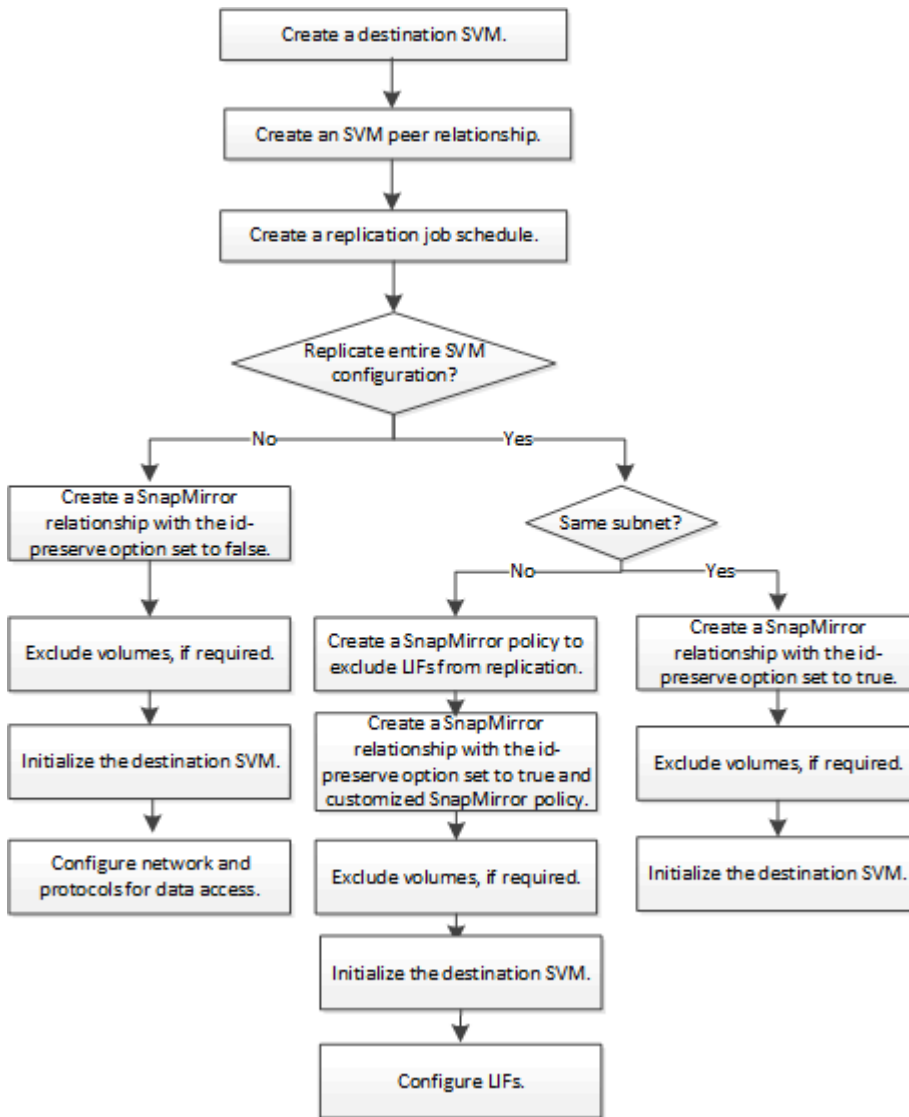 Create a destination SVM.
Create an SVM peer relationship.
Create a replication job schedule.
Replicate entire SVM
configuration?
No
Yes
Create a SnapMirror
relationship with the id-
preserve option set to false.
Same subnet?
No
Yes
Exclude volumes, if required.
Create a SnapMirror policy to
exclude LIFs from replication.
Create a SnapMirror
relationship with the id-
preserve option set to true.
Initialize the destination SVM.
Create a SnapMirror
relationship with the id-
preserve option set to true and
customized SnapMirror policy.
Exclude volumes, if required.
Configure network and
protocols for data access.
Exclude volumes, if required.
Initialize the destination SVM.
Initialize the destination SVM.
Configure LIFs.